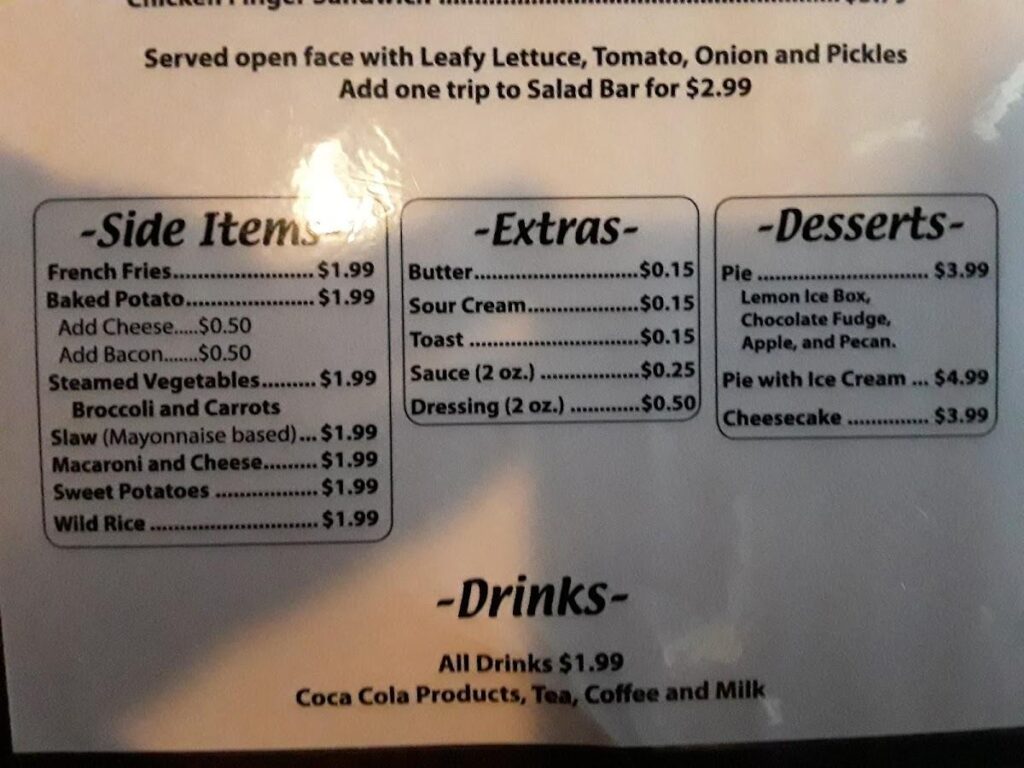 Chicken Finger Sandwich
Served open face with Leafy Lettuce, Tomato, Onion and Pickles
Add one trip to Salad Bar for $2.99
-Side Items-
French Fries......................$1.99
Baked Potato....................$1.99
Add Cheese.....$0.50
Add Bacon.......$0.50
Steamed Vegetables.........$1.99
Broccoli and Carrots
Slaw (Mayonnaise based)...$1.99
Macaroni and Cheese.........$1.99
Sweet Potatoes .................$1.99
Wild Rice ...........................$1.99
-Extras-
Butter...........................$0.15
Sour Cream..................$0.15
Toast ...........................$0.15
Sauce (2 oz.) .................$0.25
Dressing (2 oz.) ............$0.50
-Desserts-
Pie ............................. $3.99
Lemon Ice Box,
Chocolate Fudge,
Apple, and Pecan.
Pie with Ice Cream ... $4.99
Cheesecake .............. $3.99
-Drinks-
All Drinks $1.99
Coca Cola Products, Tea, Coffee and Milk